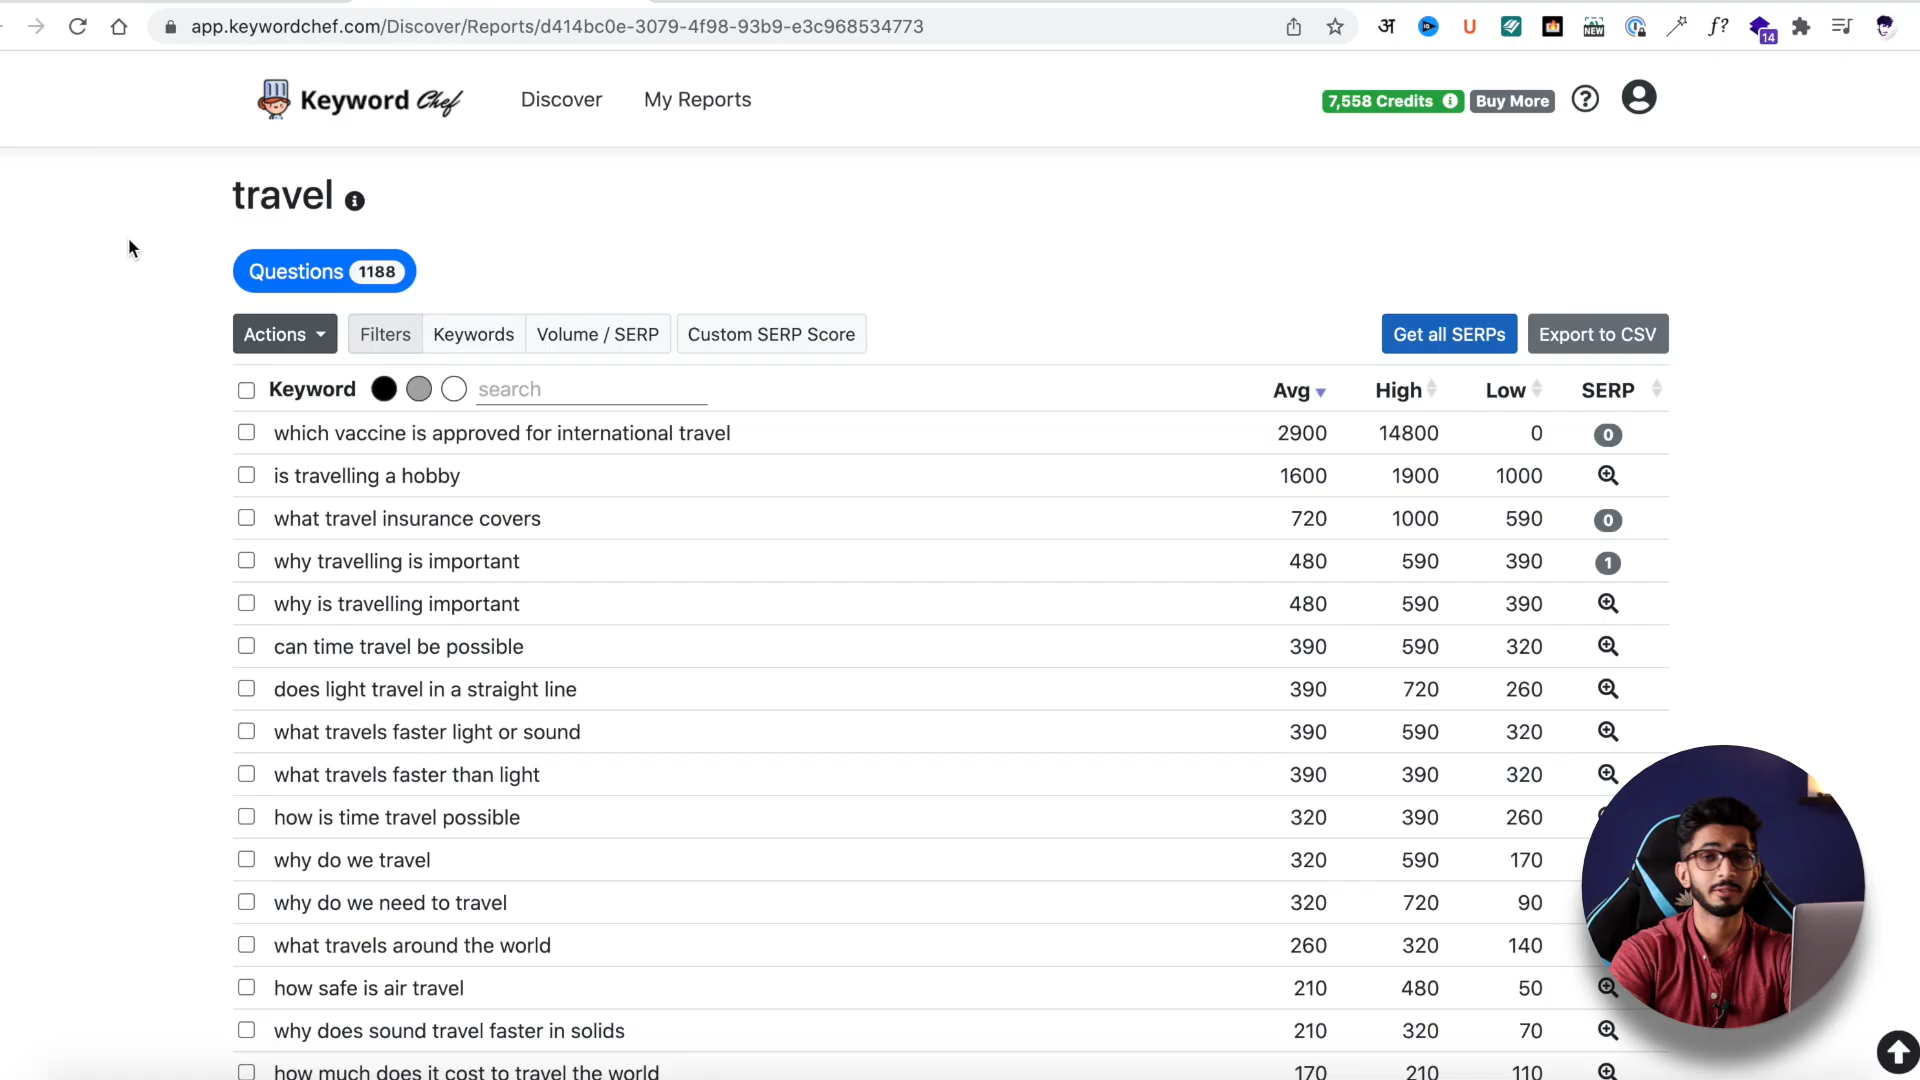 app.keywordchef.com/Discover/Reports/d414bc0e-3079-4f98-93b9-e3c968534773
अ
U
NEW
f?
14
Keyword Chef
Discover
My Reports
7,558 Credits
Buy More
travel
Questions 1188
Actions
Filters
Keywords
Volume / SERP
Custom SERP Score
Get all SERPs
Export to CSV
Keyword search Avg High Low SERP
which vaccine is approved for international travel 2900 14800 0 0
is travelling a hobby 1600 1900 1000
what travel insurance covers 720 1000 590 0
why travelling is important 480 590 390 1
why is travelling important 480 590 390
can time travel be possible 390 590 320
does light travel in a straight line 390 720 260
what travels faster light or sound 390 590 320
what travels faster than light 390 390 320
how is time travel possible 320 390 260
why do we travel 320 590 170
why do we need to travel 320 720 90
what travels around the world 260 320 140
how safe is air travel 210 480 50
why does sound travel faster in solids 210 320 70
how much does it cost to travel the world 170 210 110